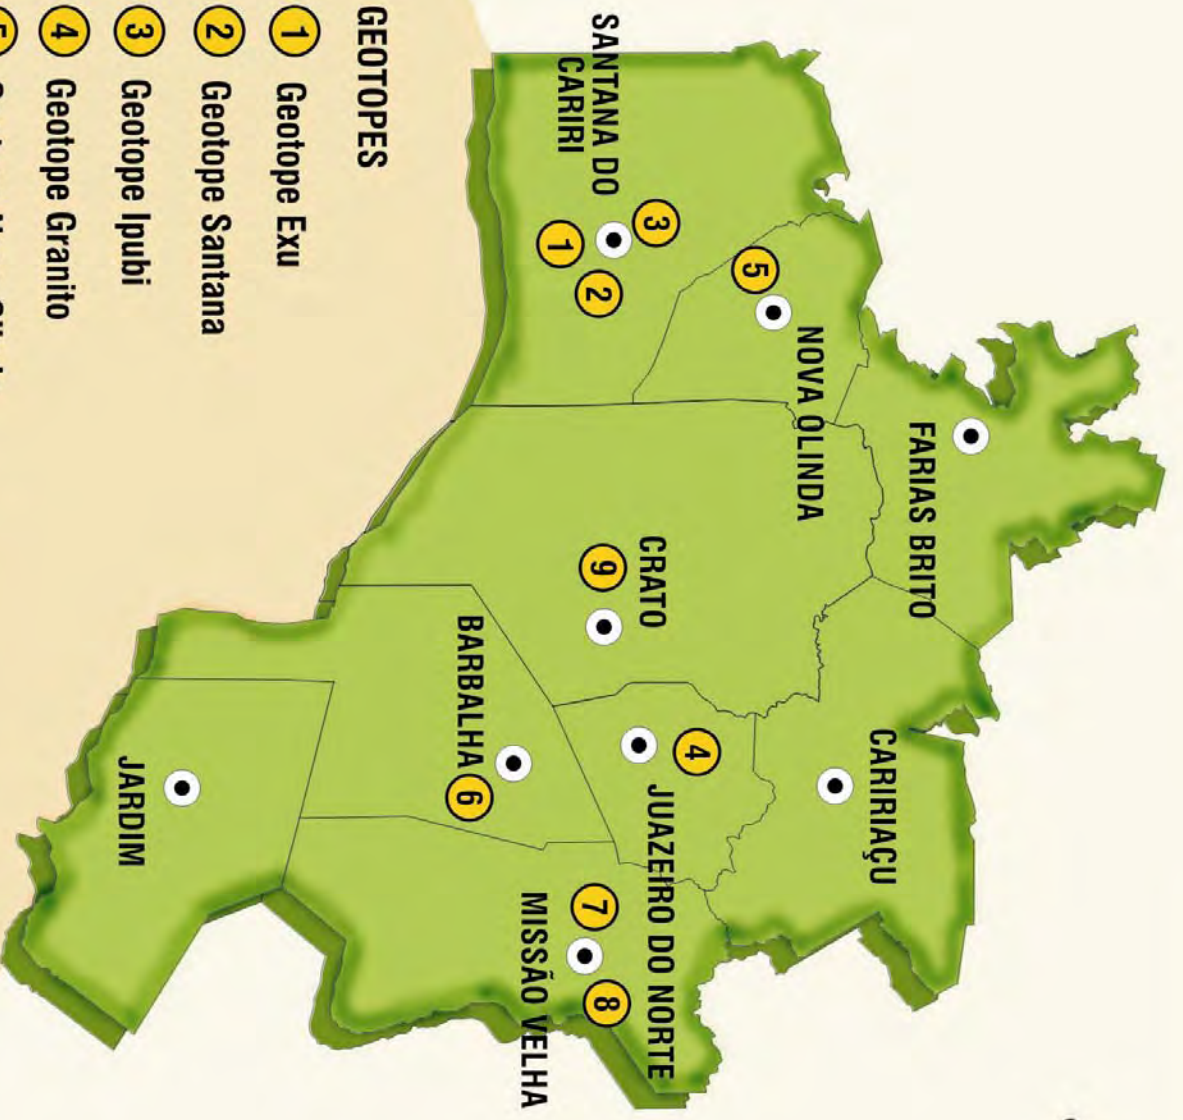 FARIAS BRITO
CARIRIAÇU
NOVA OLINDA
SANTANA DO
CARIRI
3
5
1
2
CRATO
9
4
JUAZEIRO DO NORTE
BARBALHA
6
7
8
MISSÃO VELHA
JARDIM
GEOTOPES
1 Geotope Exu
2 Geotope Santana
3 Geotope Ipubi
4 Geotope Granito